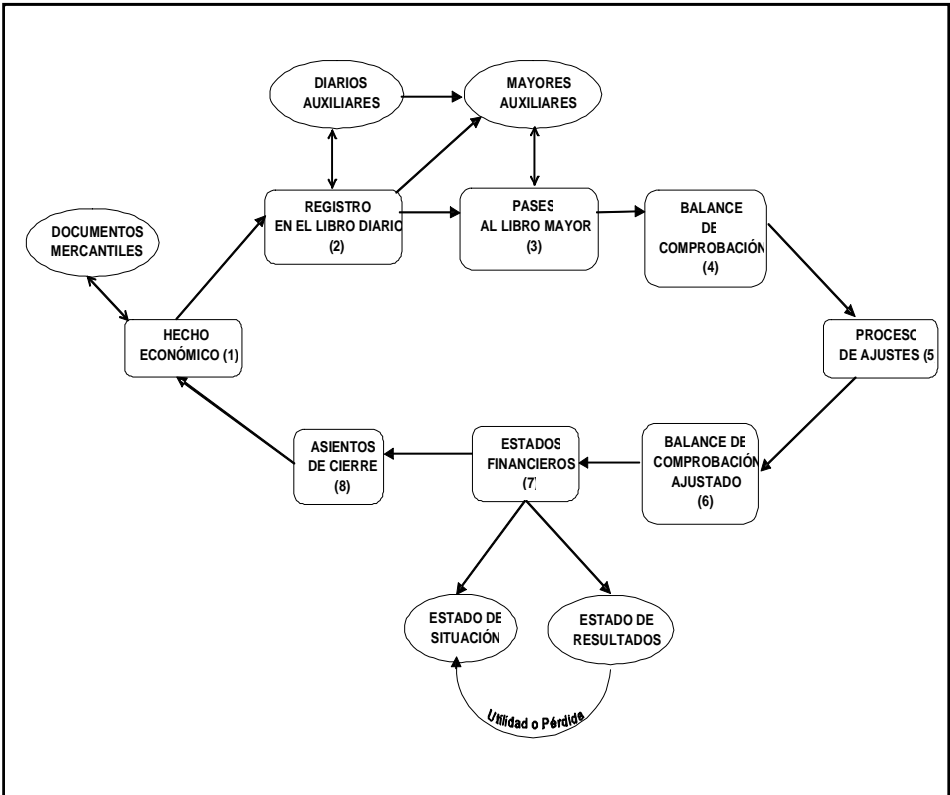 DIARIOS
AUXILIARES
MAYORES
AUXILIARES
REGISTRO
EN EL LIBRO DIARIO
(2)
PASES
AL LIBRO MAYOR
(3)
BALANCE
DE
COMPROBACIÓN
(4)
DOCUMENTOS
MERCANTILES
HECHO
ECONÓMICO (1)
PROCESO
DE AJUSTES (5
ASIENTOS
DE CIERRE
(8)
ESTADOS
FINANCIEROS
(7)
BALANCE DE
COMPROBACIÓN
AJUSTADO
(6)
ESTADO DE
SITUACIÓN
ESTADO DE
RESULTADOS
Utilidad o Pérdida